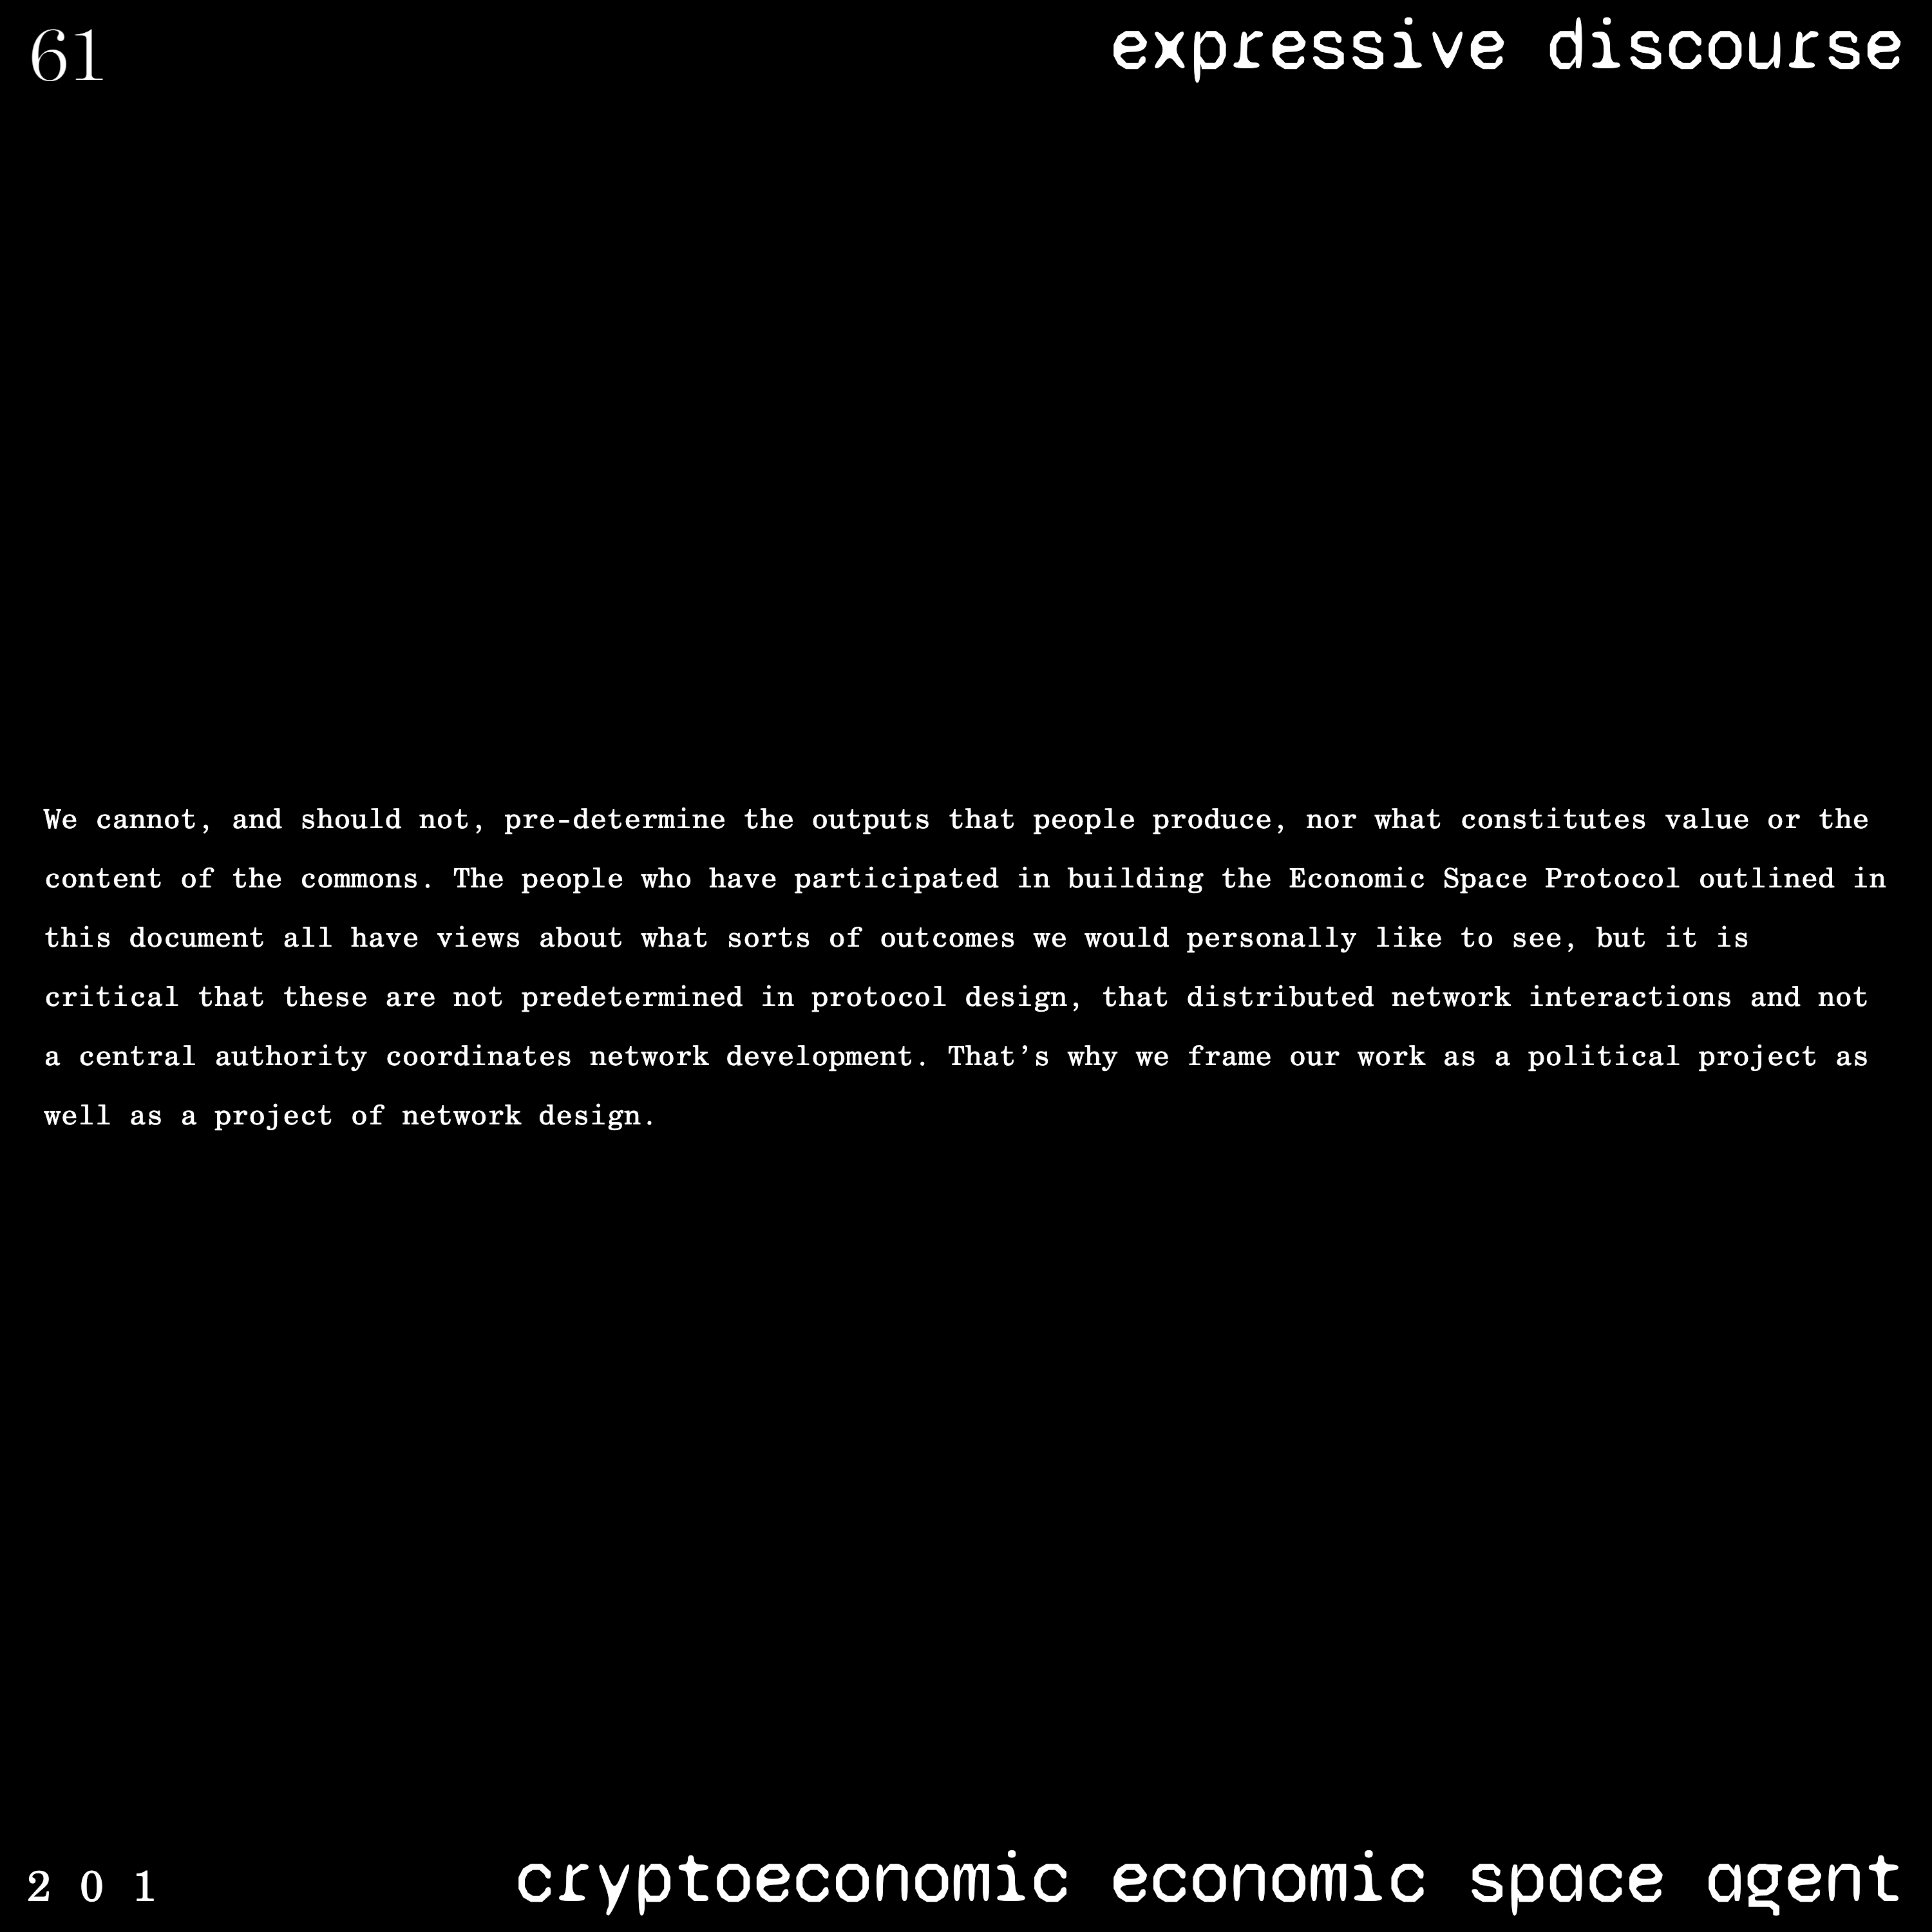 61
expressive discourse
We cannot, and should not, pre-determine the outputs that people produce, nor what constitutes value or the
content of the commons. The people who have participated in building the Economic Space Protocol outlined in
this document all have views about what sorts of outcomes we would personally like to see, but it is
critical that these are not predetermined in protocol design, that distributed network interactions and not
a central authority coordinates network development. That’s why we frame our work as a political project as
well as a project of network design.
2 0 1
cryptoeconomic economic space agent